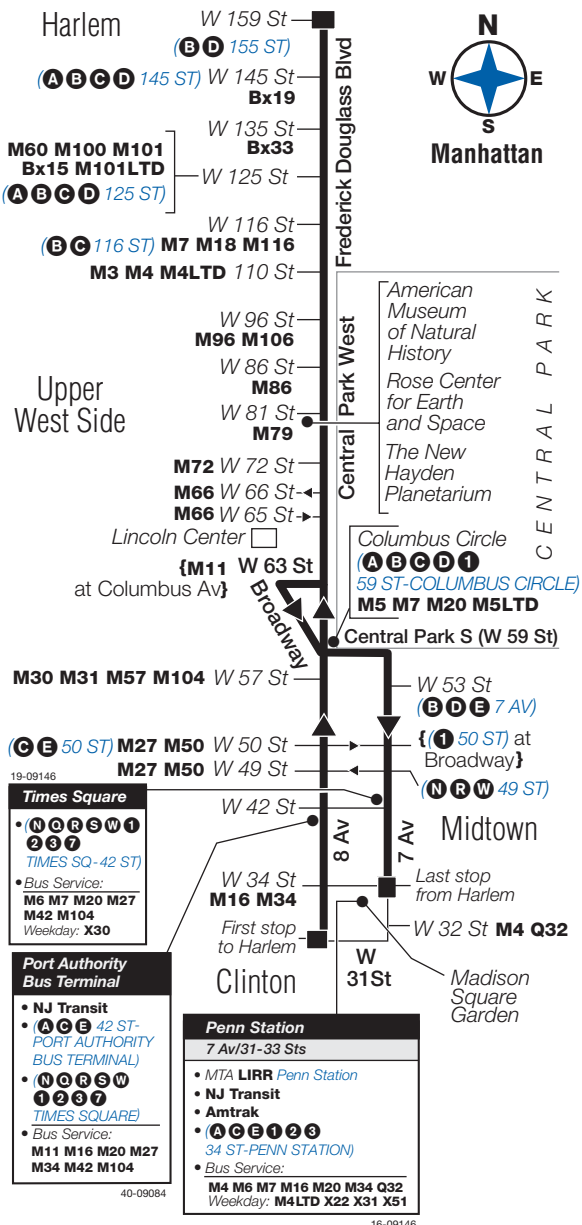 Harlem
W 159 St
(B D 155 ST)
(A B C D 145 ST) W 145 St
Bx19
W 135 St
Bx33
M60 M100 M101
Bx15 M101LTD
(A B C D 125 ST)
W 125 St
W 116 St
(B C 116 ST) M7 M18 M116
M3 M4 M4LTD 110 St
Frederick Douglass Blvd
N
W E
S
Manhattan
W 96 St
M96 M106
W 86 St
M86
W 81 St
M79
Upper
West Side
M72 W 72 St
M66 W 66 St
M66 W 65 St
Central Park West
American
Museum
of Natural
History
Rose Center
for Earth
and Space
The New
Hayden
Planetarium
CENTRAL PARK
Lincoln Center
{M11
at Columbus Av}
W 63 St
Broadway
Columbus Circle
(A B C D 1
59 ST-COLUMBUS CIRCLE)
M5 M7 M20 M5LTD
Central Park S (W 59 St)
M30 M31 M57 M104 W 57 St
W 53 St
(B D E 7 AV)
(C E 50 ST) M27 M50 W 50 St
{(1 50 ST) at
Broadway}
M27 M50 W 49 St
(N R W 49 ST)
19-09146
Times Square
• (N Q R S W 1
2 3 7
TIMES SQ-42 ST)
• Bus Service:
M6 M7 M20 M27
M42 M104
Weekday: X30
W 42 St
8 Av
7 Av
Midtown
W 34 St
M16 M34
Last stop
from Harlem
First stop
to Harlem
W 32 St M4 Q32
W
31St
Clinton
Madison
Square
Garden
Port Authority
Bus Terminal
• NJ Transit
• (A C E 42 ST-
PORT AUTHORITY
BUS TERMINAL)
• (N Q R S W
1 2 3 7
TIMES SQUARE)
• Bus Service:
M11 M16 M20 M27
M34 M42 M104
40-09084
Penn Station
7 Av/31-33 Sts
• MTA LIRR Penn Station
• NJ Transit
• Amtrak
• (A C E 1 2 3
34 ST-PENN STATION)
• Bus Service:
M4 M6 M7 M16 M20 M34 Q32
Weekday: M4LTD X22 X31 X51
16-09146